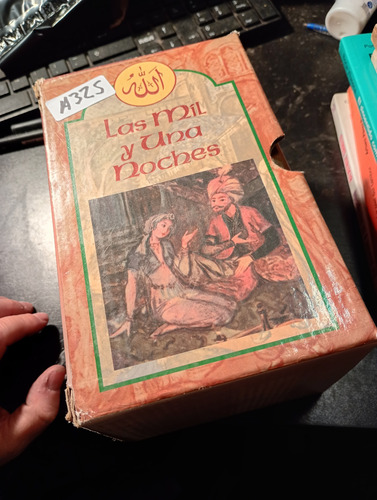 A325
الله
Las Mil
y Una
Noches